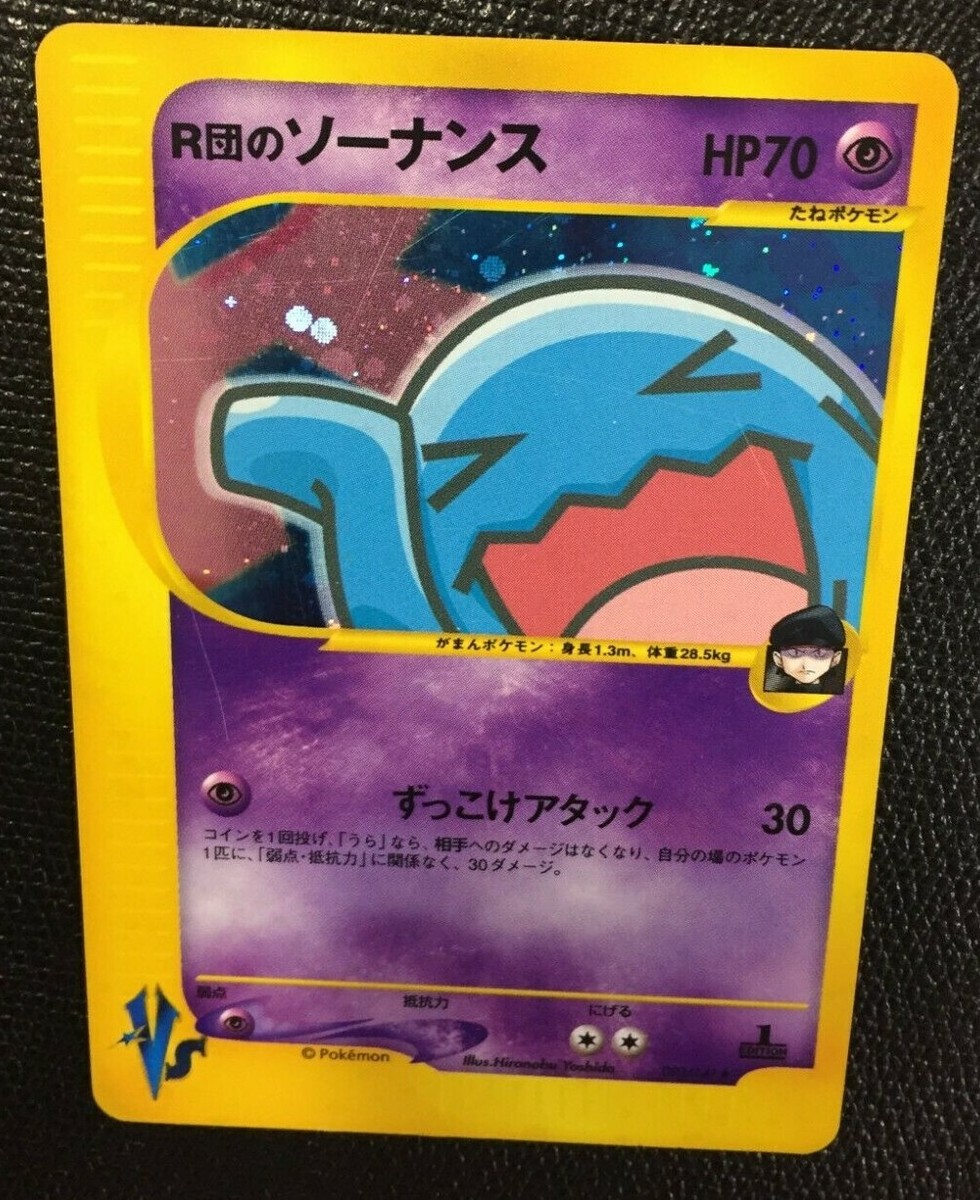 R団のソーナンス HP70
たねポケモン
がまんポケモン：身長1.3m、体重28.5kg
ずっこけアタック 30
コインを1回投げ、「うら」なら、相手へのダメージはなくなり、自分の場のポケモン
1匹に、「弱点・抵抗力」に関係なく、30ダメージ。
弱点 抵抗力 にげる
Vs
© Pokémon Illus.Hironobu Yoshida
1
EDITION